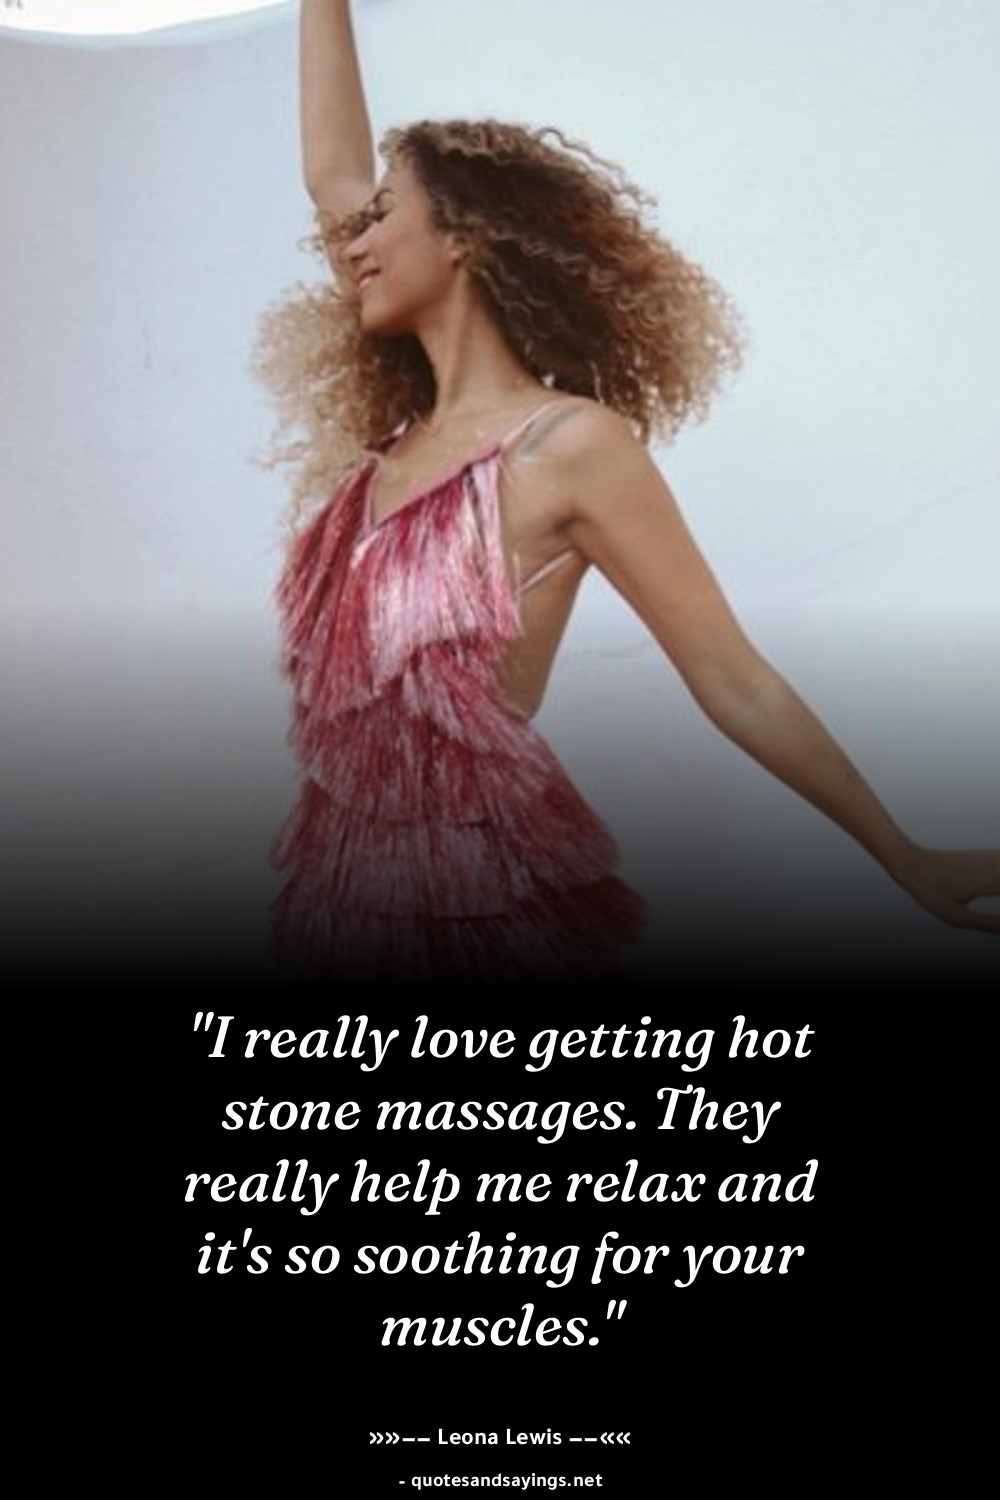 "I really love getting hot
stone massages. They
really help me relax and
it's so soothing for your
muscles."
»»–– Leona Lewis ––««
- quotesandsayings.net